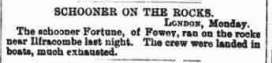 SCHOONER ON THE ROCKS.
LONDON, Monday.
The schooner Fortune, of Fowey, ran on the rocks
near Ilfracombe last night. The crew were landed in
boats, much exhausted.